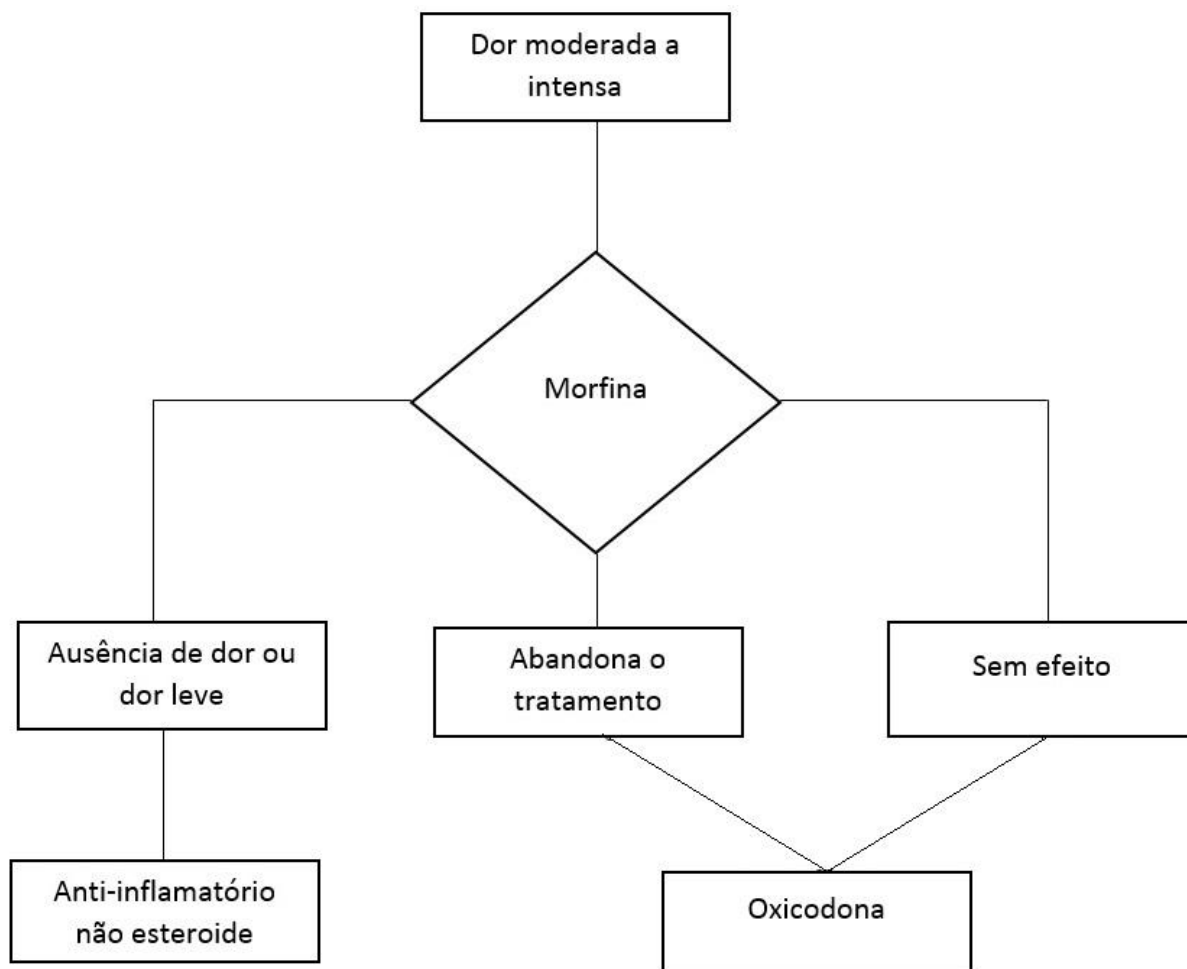 Dor moderada a
intensa
Morfina
Ausência de dor ou
dor leve
Abandona o
tratamento
Sem efeito
Anti-inflamatório
não esteroide
Oxicodona